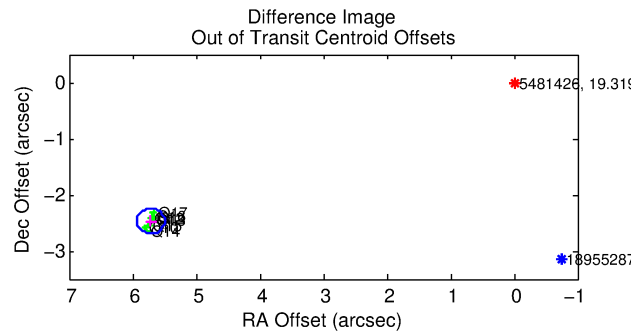 Difference Image
Out of Transit Centroid Offsets
Dec Offset (arcsec)
0
−1
−2
−3
5481426, 19.319
Q17
Q14
18955287
7 6 5 4 3 2 1 0 −1
RA Offset (arcsec)